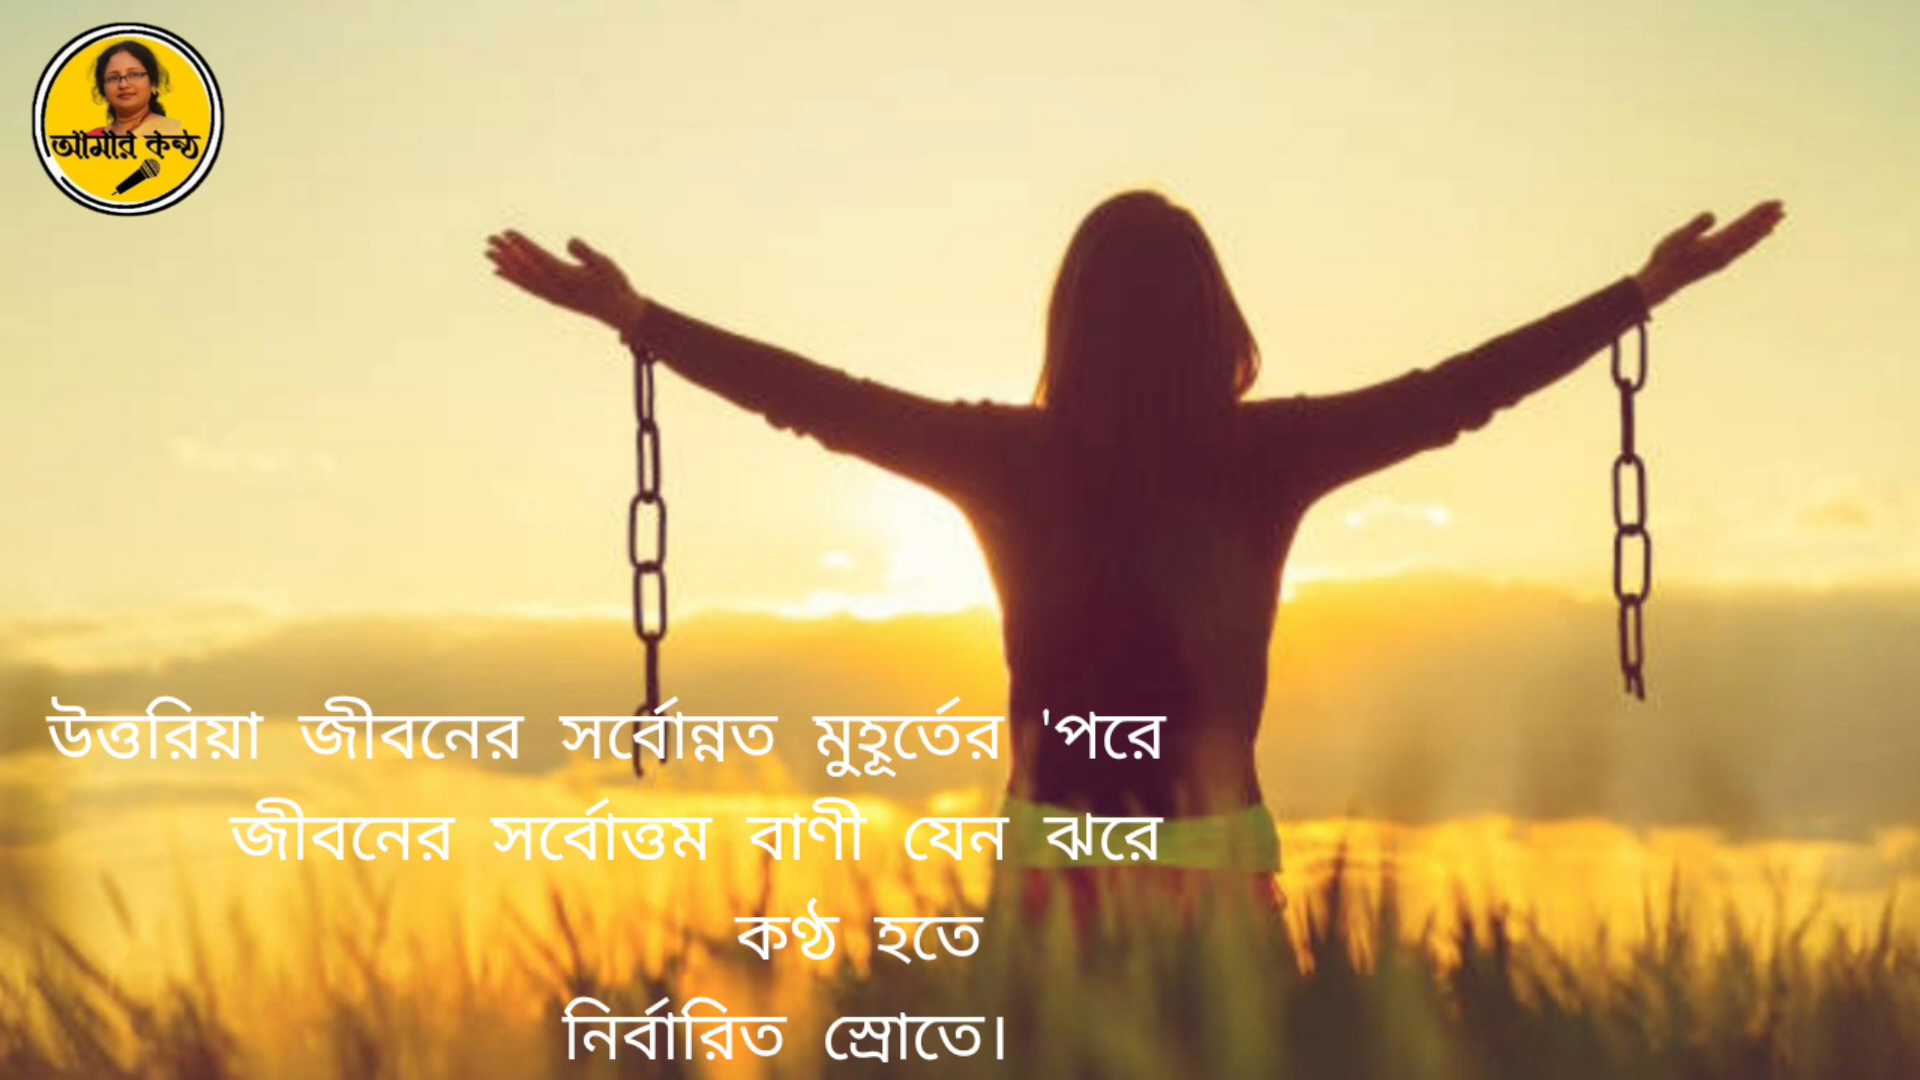 আমার কন্ঠ
উত্তরিয়া জীবনের সর্বোন্নত মুহূর্তের 'পরে
জীবনের সর্বোত্তম বাণী যেন ঝরে
কণ্ঠ হতে
নির্বারিত স্রোতে।